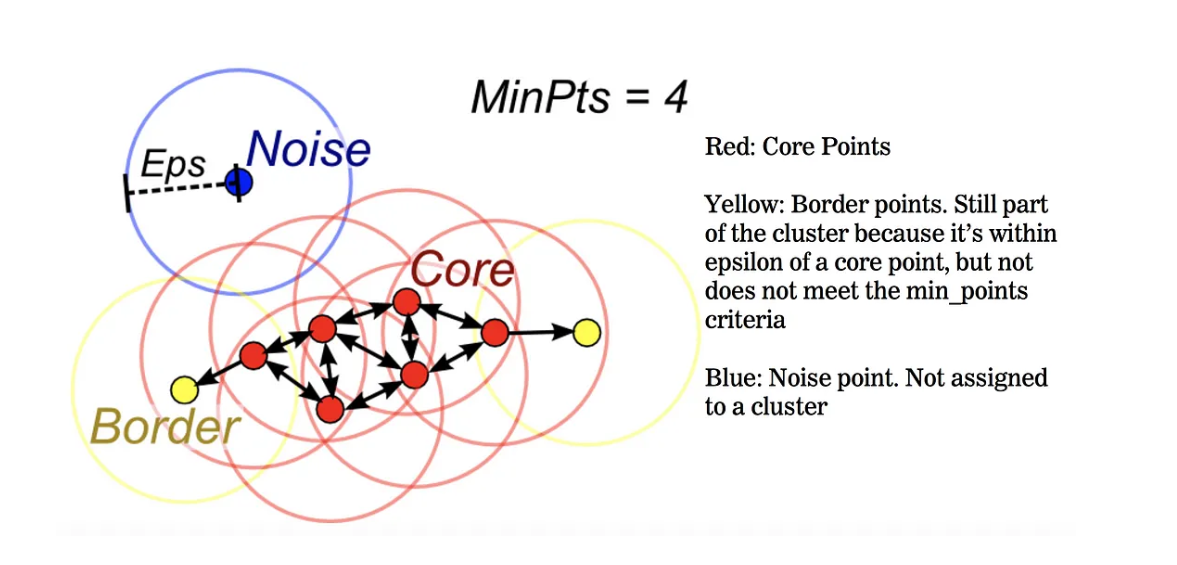 MinPts = 4
Noise
Eps
Core
Border
Red: Core Points
Yellow: Border points. Still part
of the cluster because it’s within
epsilon of a core point, but not
does not meet the min_points
criteria
Blue: Noise point. Not assigned
to a cluster